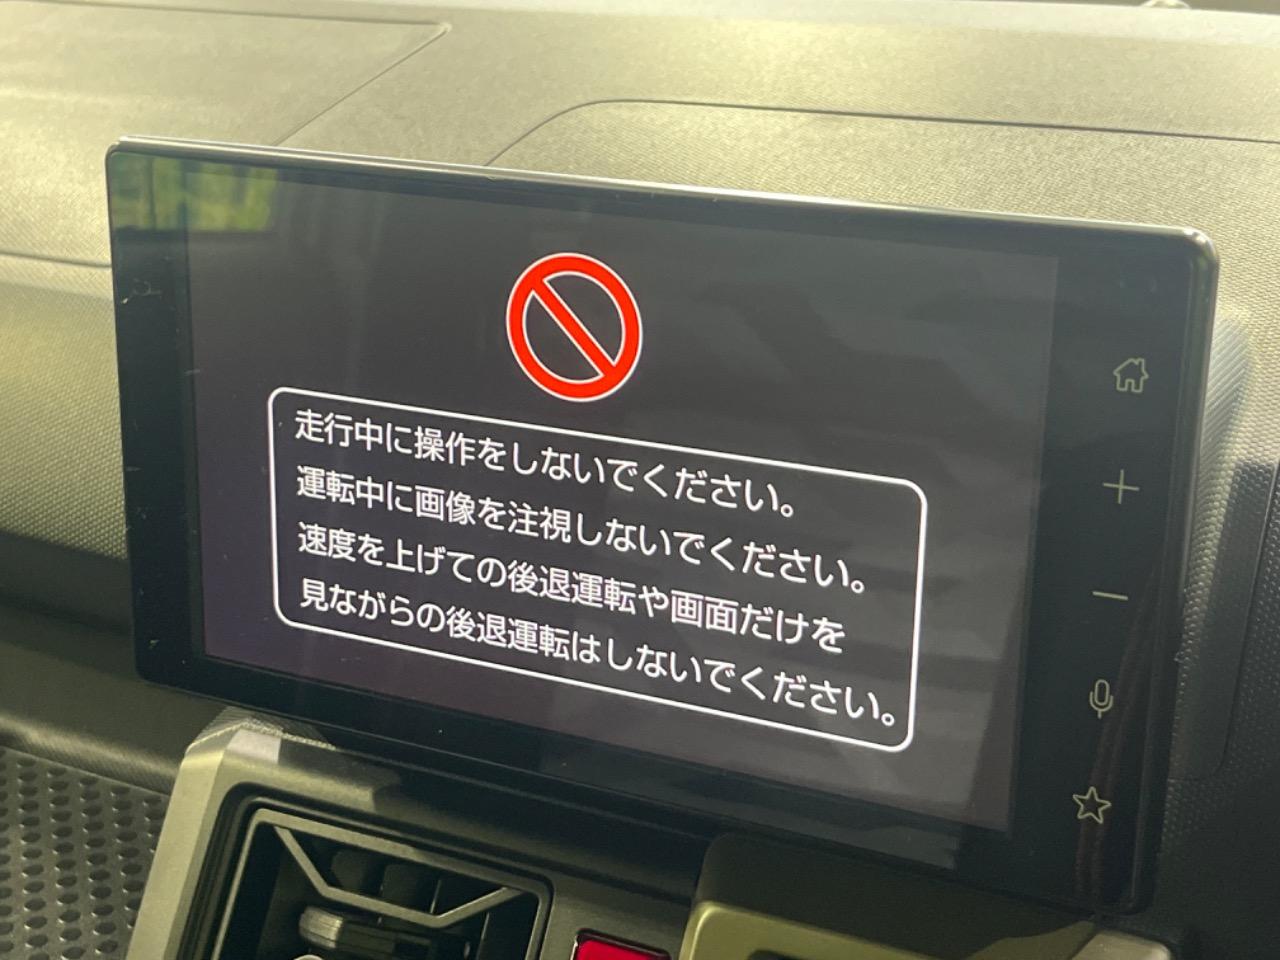 走行中に操作をしないでください。
運転中に画像を注視しないでください。
速度を上げての後退運転や画面だけを
見ながらの後退運転はしないでください。